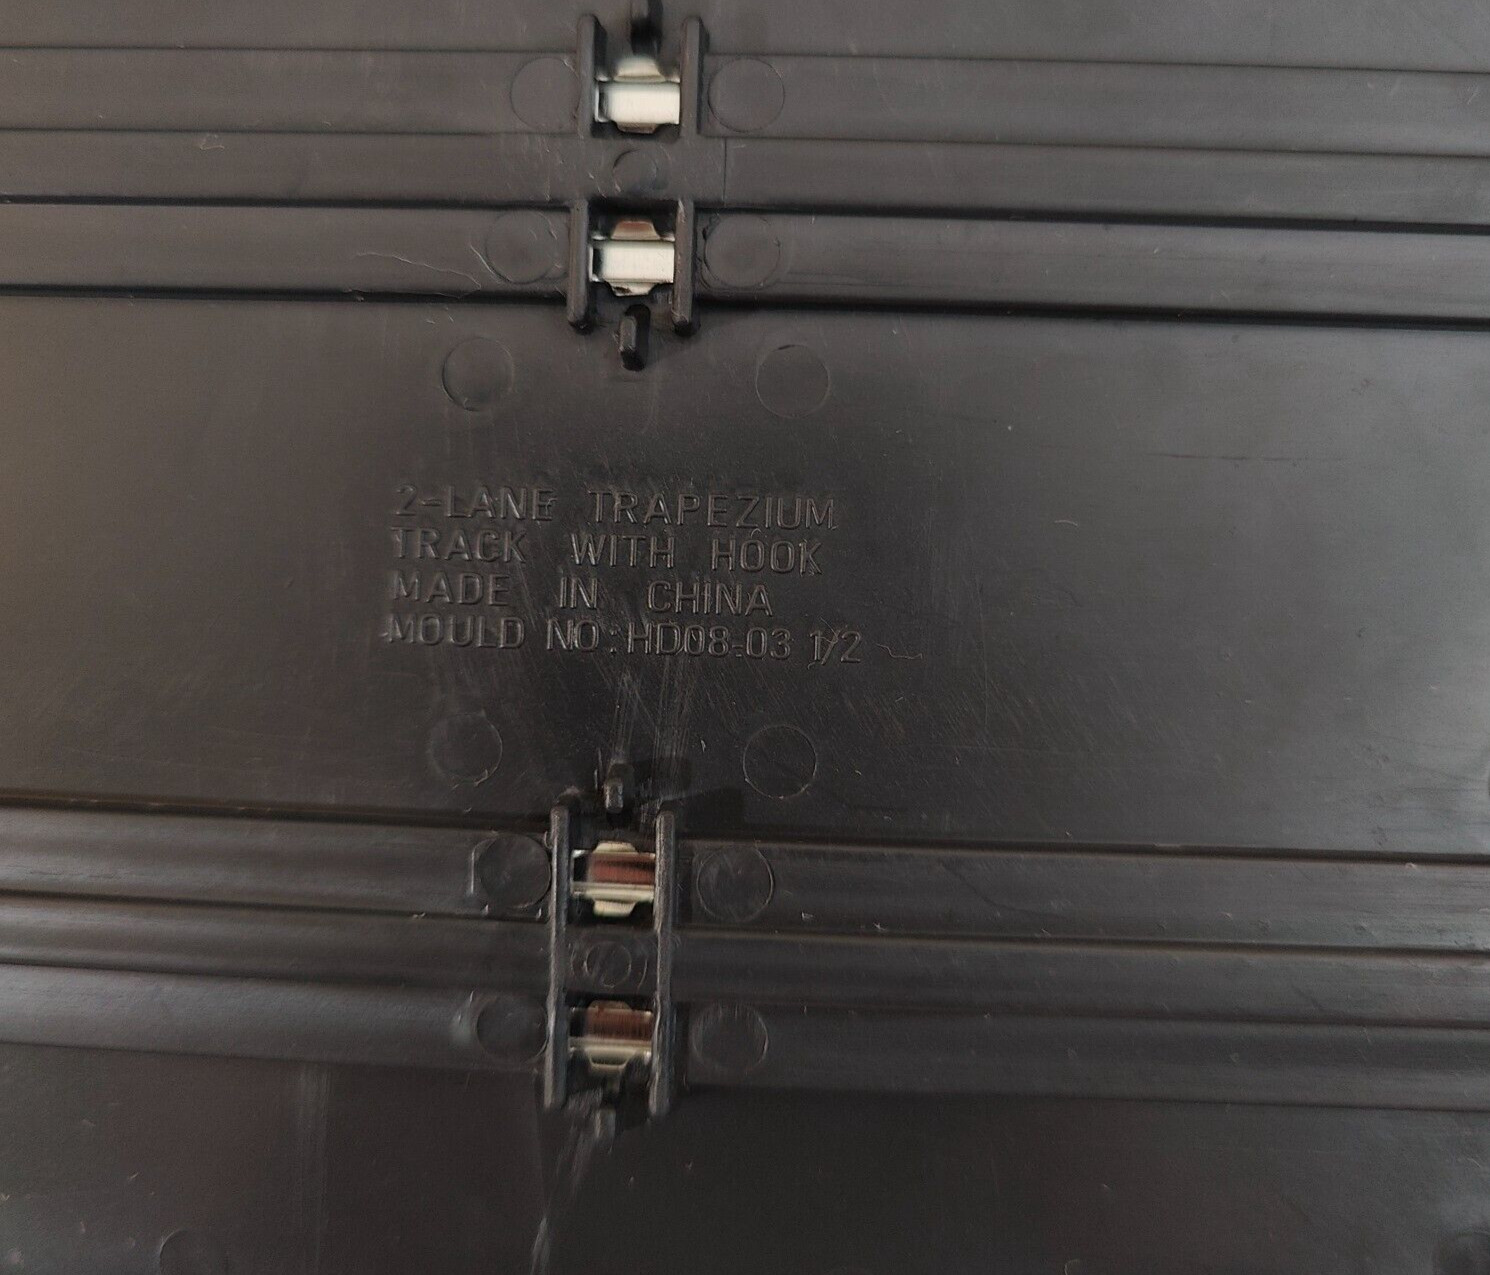 2-LANE TRAPEZIUM
TRACK WITH HOOK
MADE IN CHINA
MOULD NO:HD08-03 1/2